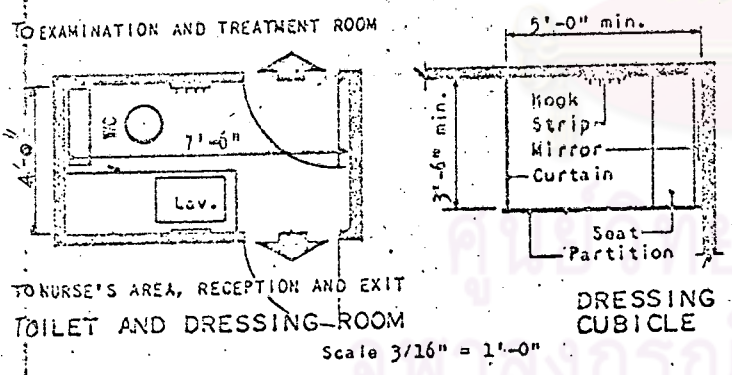 TO EXAMINATION AND TREATMENT ROOM
4'-0"
WC
7'-6"
Lav.
TO NURSE'S AREA, RECEPTION AND EXIT
TOILET AND DRESSING-ROOM
5'-0" min.
3'-6" min.
Hook
Strip
Mirror
Curtain
Seat
Partition
DRESSING
CUBICLE
Scale 3/16" = 1'-0"